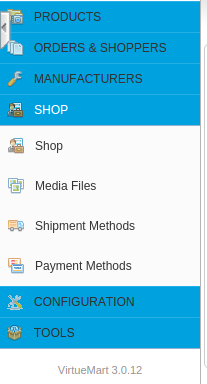 PRODUCTS
ORDERS & SHOPPERS
MANUFACTURERS
SHOP
Shop
Media Files
Shipment Methods
Payment Methods
CONFIGURATION
TOOLS
VirtueMart 3.0.12